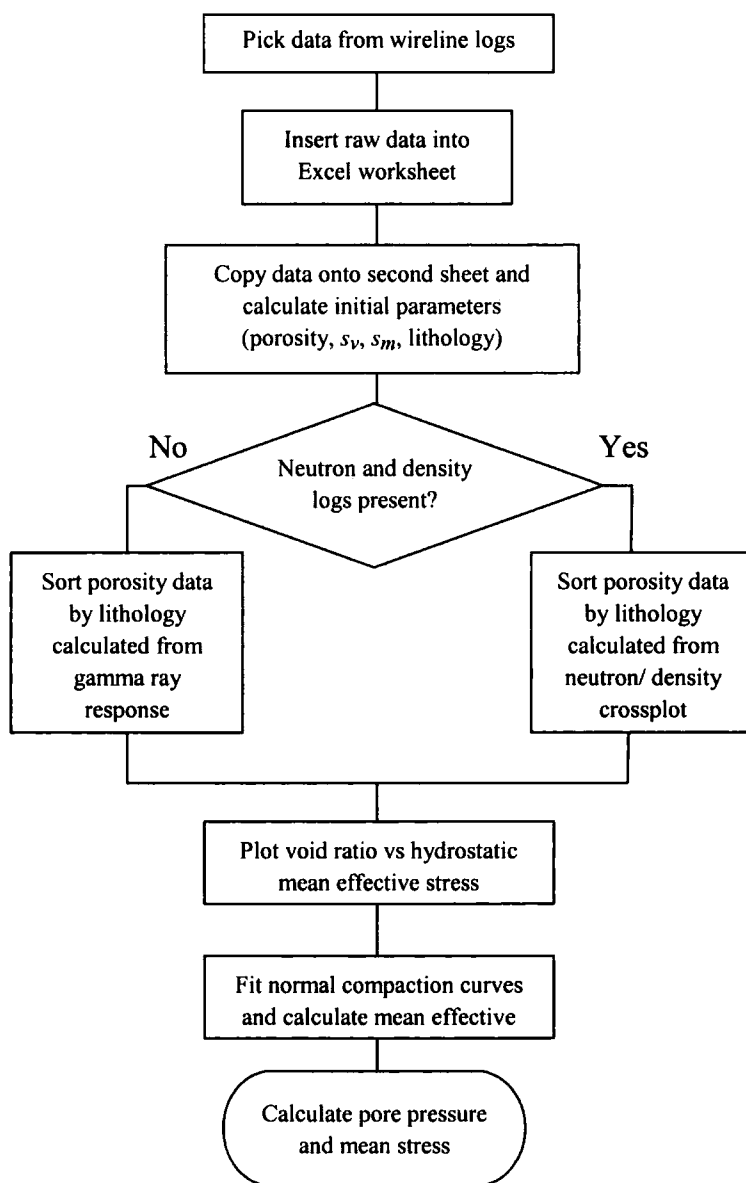 Pick data from wireline logs
Insert raw data into
Excel worksheet
Copy data onto second sheet and
calculate initial parameters
(porosity, sv, sm, lithology)
No
Yes
Neutron and density
logs present?
Sort porosity data
by lithology
calculated from
gamma ray
response
Sort porosity data
by lithology
calculated from
neutron/ density
crossplot
Plot void ratio vs hydrostatic
mean effective stress
Fit normal compaction curves
and calculate mean effective
Calculate pore pressure
and mean stress